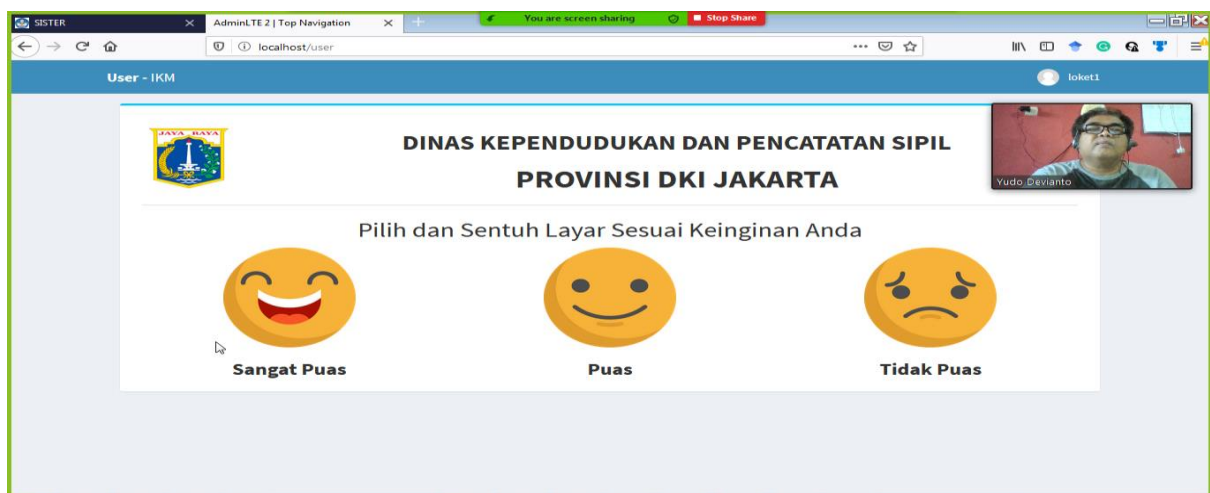 SISTER
AdminLTE 2 | Top Navigation
You are screen sharing
Stop Share
localhost/user
User - IKM
loket1
JAYA RAYA
DINAS KEPENDUDUKAN DAN PENCATATAN SIPIL
PROVINSI DKI JAKARTA
Yudo Devianto
Pilih dan Sentuh Layar Sesuai Keinginan Anda
Sangat Puas
Puas
Tidak Puas